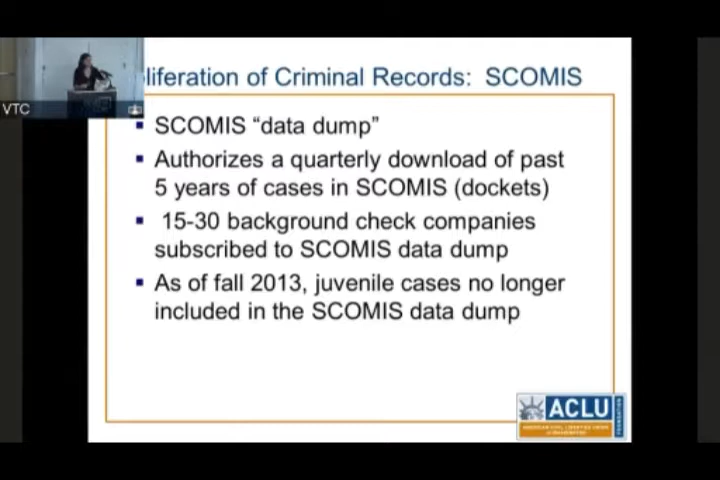 liferation of Criminal Records: SCOMIS
VTC
SCOMIS “data dump”
Authorizes a quarterly download of past
5 years of cases in SCOMIS (dockets)
15-30 background check companies
subscribed to SCOMIS data dump
As of fall 2013, juvenile cases no longer
included in the SCOMIS data dump
ACLU
FOUNDATION